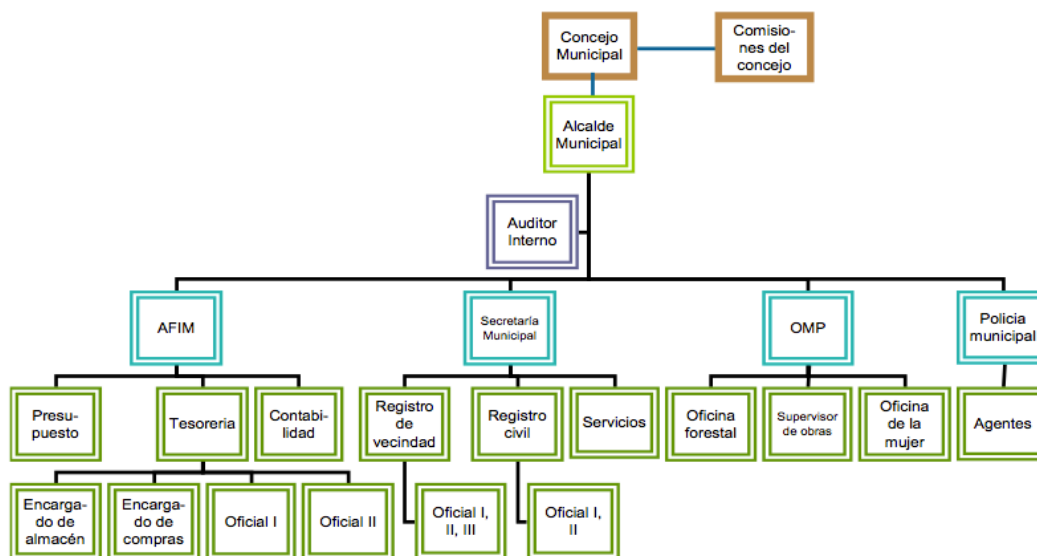 Concejo
Municipal
Comisio-
nes del
concejo
Alcalde
Municipal
Auditor
Interno
AFIM
Secretaría
Municipal
OMP
Policia
municipal
Presu-
puesto
Tesoreria
Contabi-
lidad
Registro
de
vecindad
Registro
civil
Servicios
Oficina
forestal
Supervisor
de obras
Oficina
de la
mujer
Agentes
Encarga-
do de
almacén
Encarga-
do de
compras
Oficial I
Oficial II
Oficial I,
II, III
Oficial I,
II